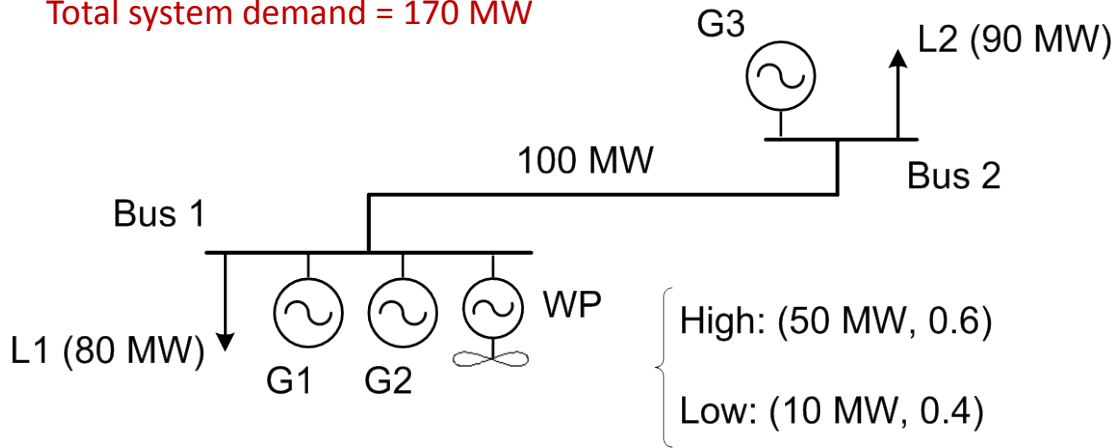 Total system demand = 170 MW
G3
L2 (90 MW)
100 MW
Bus 2
Bus 1
WP
High: (50 MW, 0.6)
L1 (80 MW)
G1 G2
Low: (10 MW, 0.4)